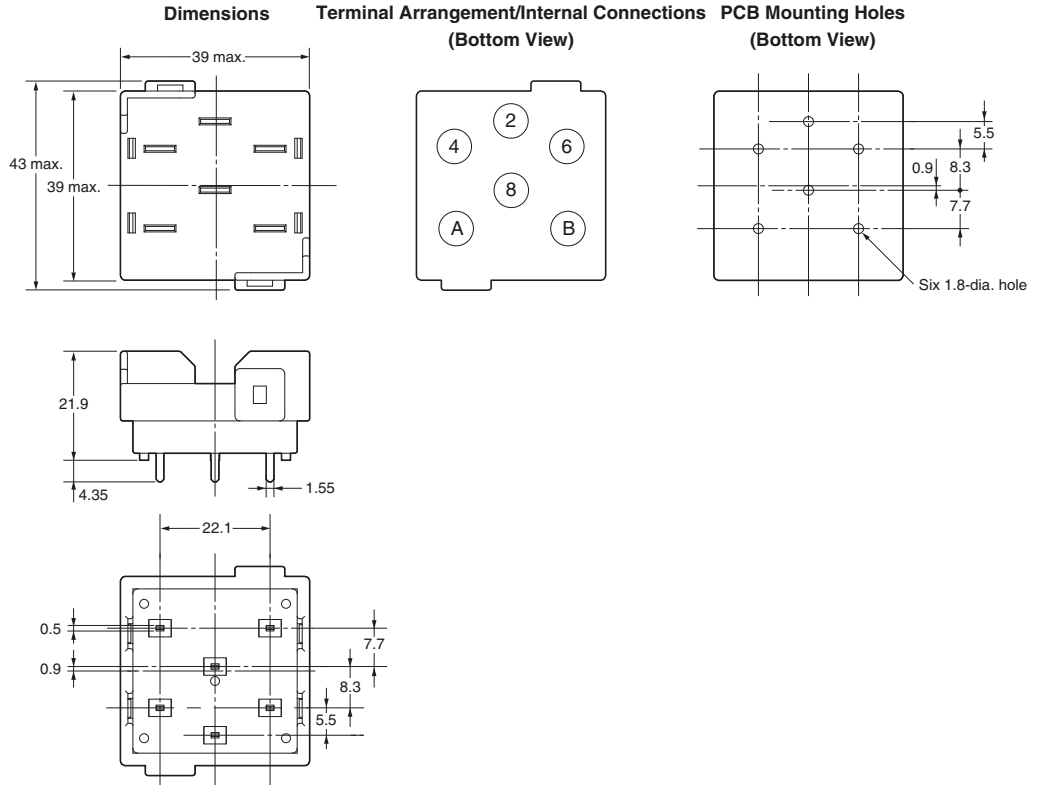 Dimensions
Terminal Arrangement/Internal Connections
(Bottom View)
PCB Mounting Holes
(Bottom View)
39 max.
43 max.
39 max.
2
4
6
8
A
B
5.5
0.9
8.3
7.7
Six 1.8-dia. hole
21.9
4.35
1.55
22.1
0.5
7.7
0.9
8.3
5.5